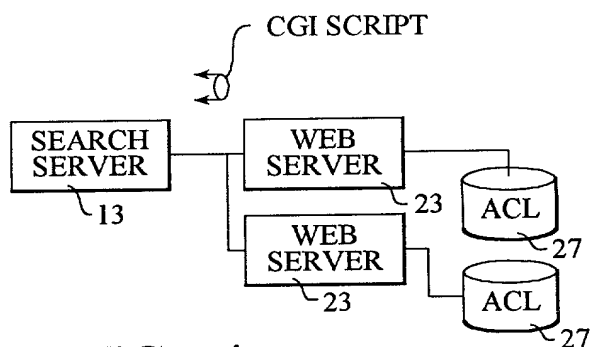 CGI SCRIPT
SEARCH
SERVER
13
WEB
SERVER
23
ACL
27
WEB
SERVER
23
ACL
27